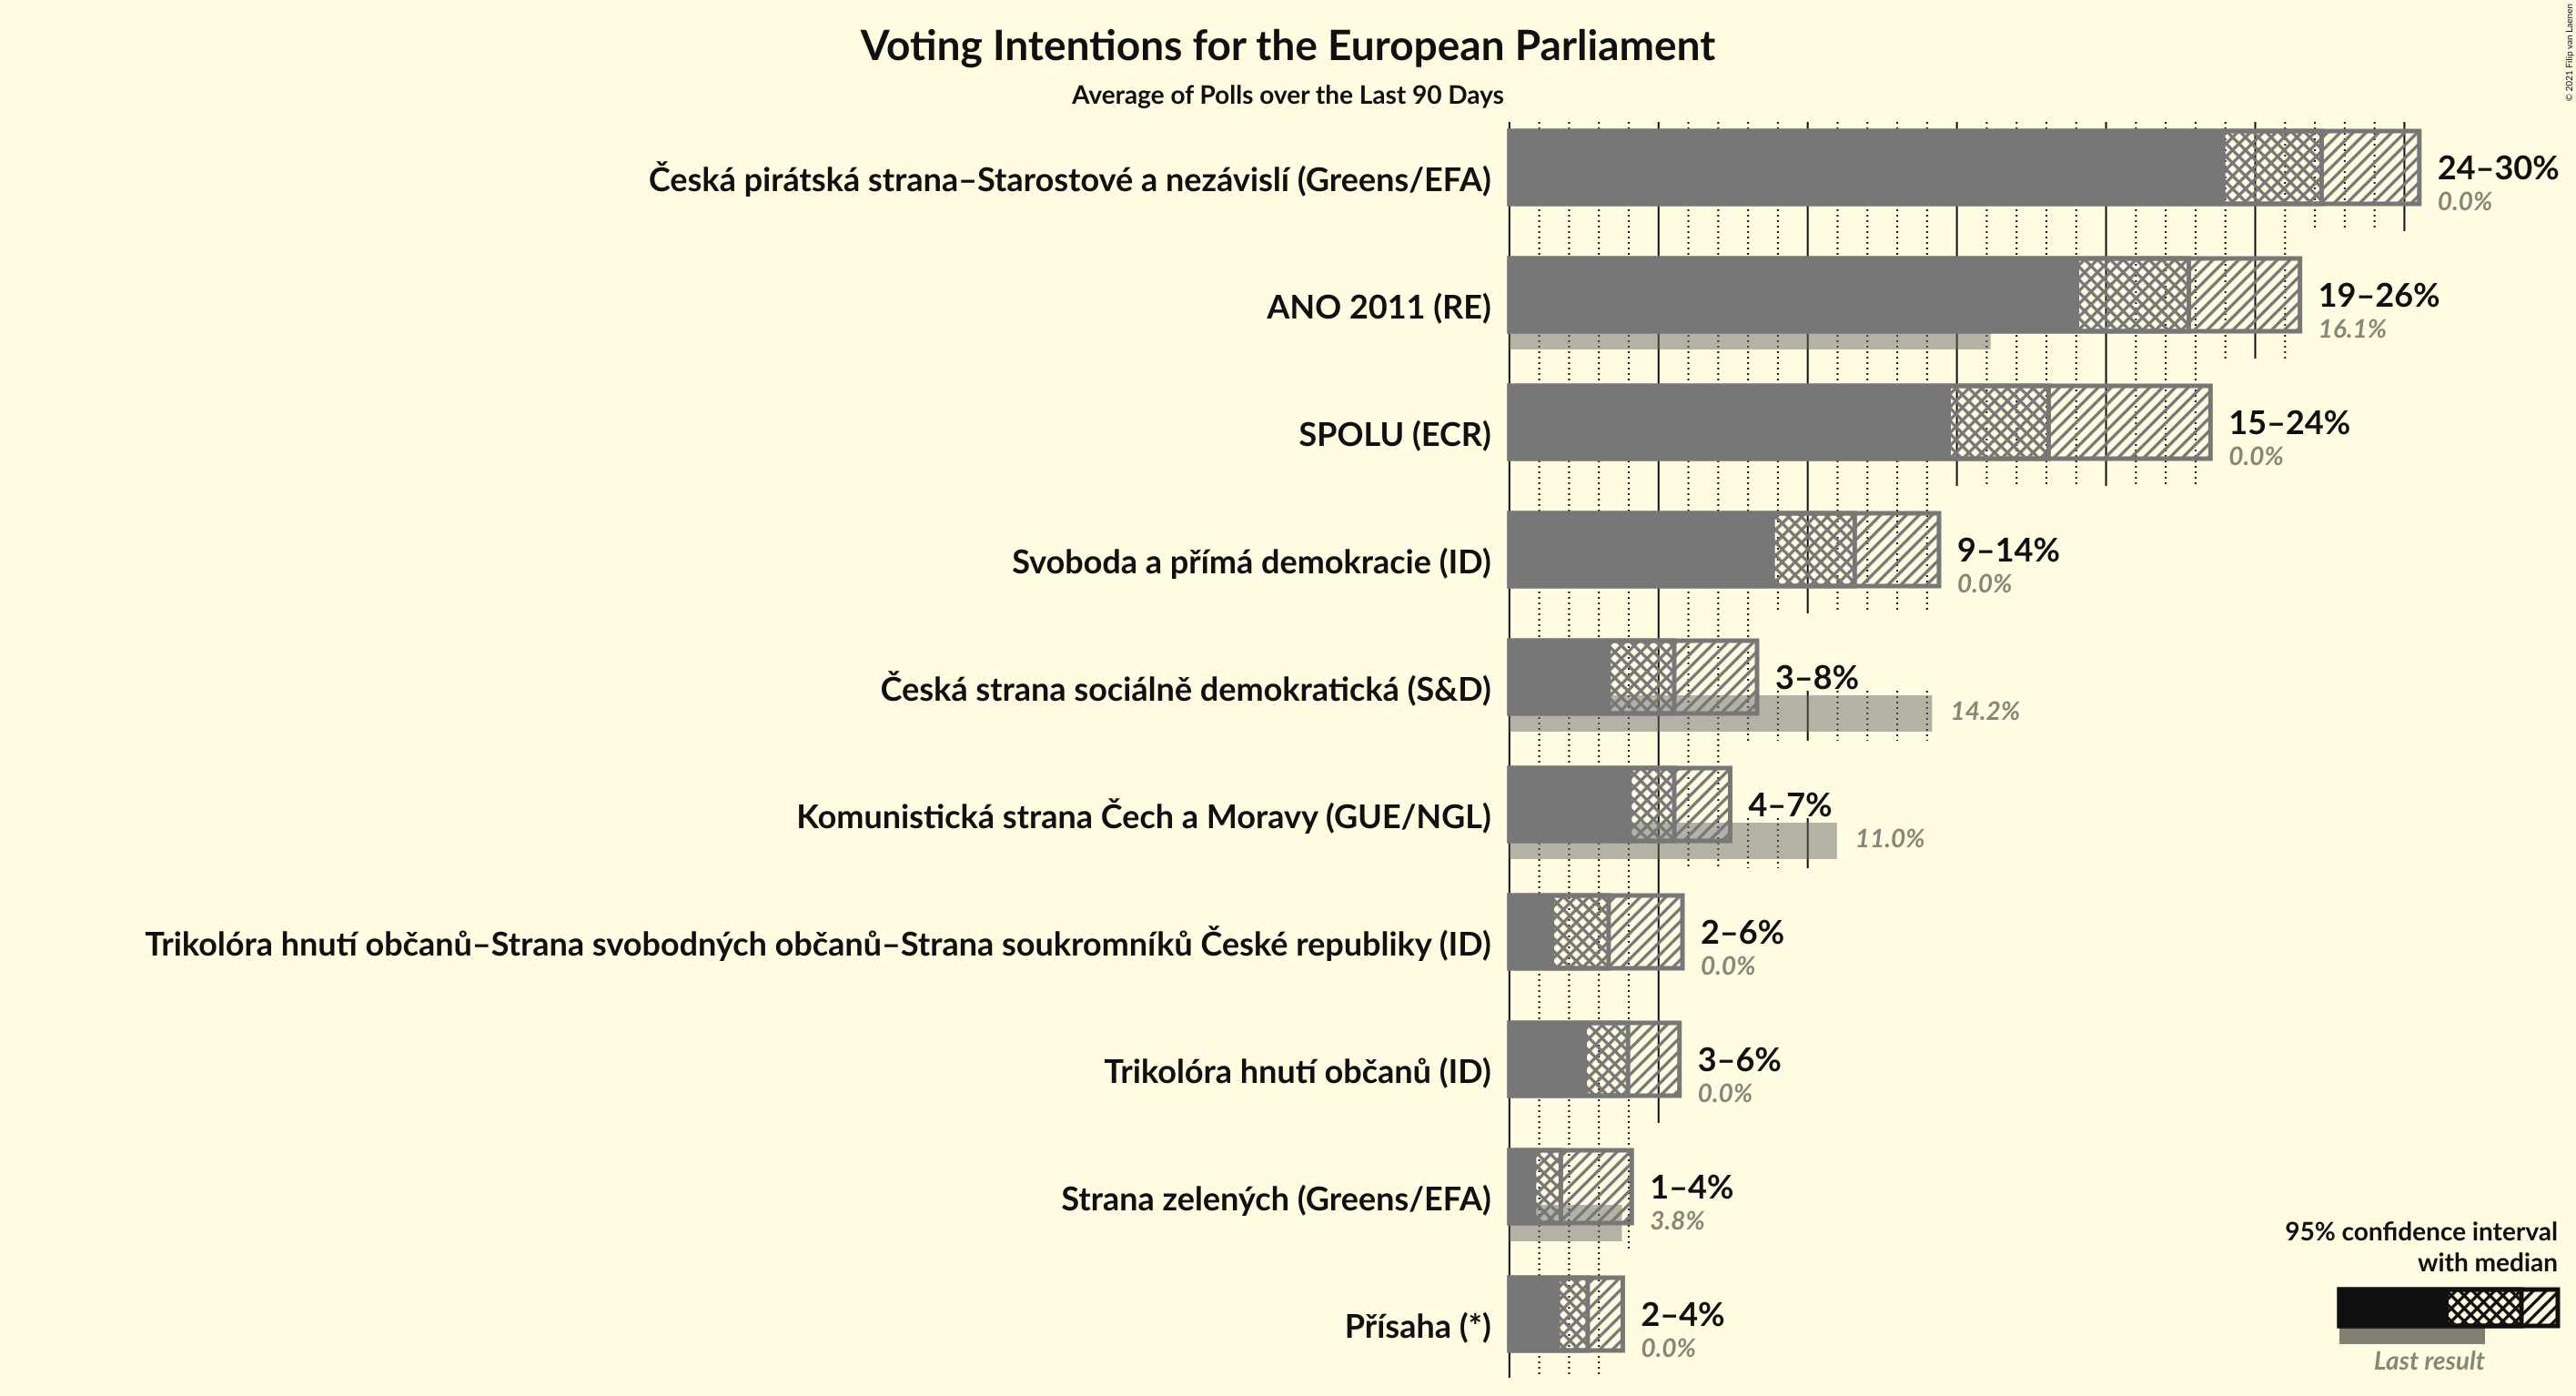 Voting Intentions for the European Parliament
Average of Polls over the Last 90 Days
© 2021 Filip van Laenen
Česká pirátská strana–Starostové a nezávislí (Greens/EFA)
24–30%
0.0%
ANO 2011 (RE)
19–26%
16.1%
SPOLU (ECR)
15–24%
0.0%
Svoboda a přímá demokracie (ID)
9–14%
0.0%
Česká strana sociálně demokratická (S&D)
3–8%
14.2%
Komunistická strana Čech a Moravy (GUE/NGL)
4–7%
11.0%
Trikolóra hnutí občanů–Strana svobodných občanů–Strana soukromníků České republiky (ID)
2–6%
0.0%
Trikolóra hnutí občanů (ID)
3–6%
0.0%
Strana zelených (Greens/EFA)
1–4%
3.8%
Přísaha (*)
2–4%
0.0%
95% confidence interval
with median
Last result